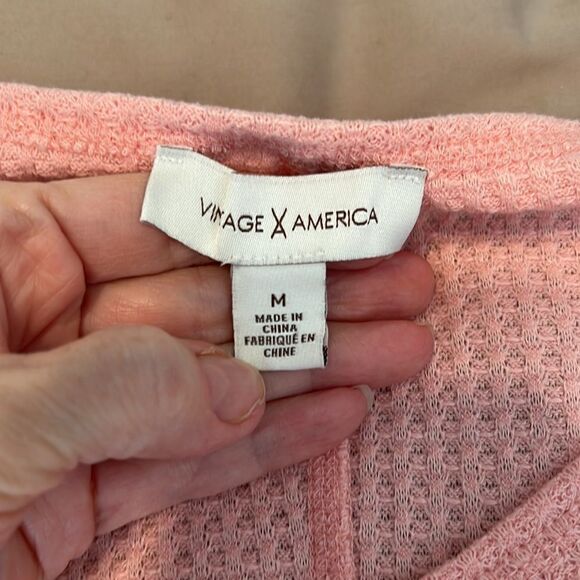 VINTAGE AMERICA
M
MADE IN
CHINA
FABRIQUÉ EN
CHINE